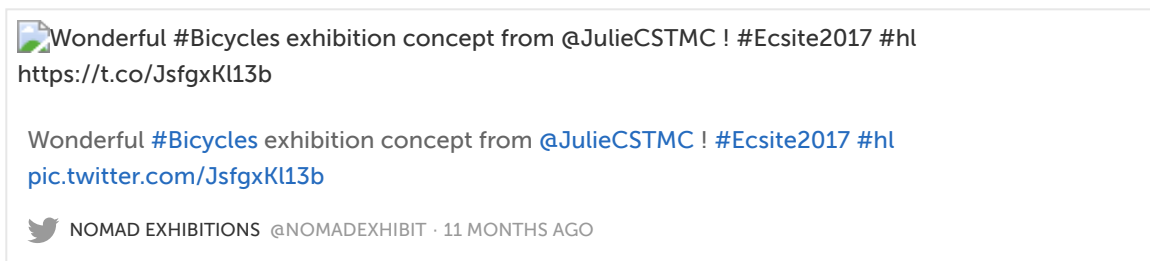 Wonderful #Bicycles exhibition concept from @JulieCSTMC ! #Ecsite2017 #hl
https://t.co/JsfgxKl13b
Wonderful #Bicycles exhibition concept from @JulieCSTMC ! #Ecsite2017 #hl
pic.twitter.com/JsfgxKl13b
NOMAD EXHIBITIONS @NOMADEXHIBIT · 11 MONTHS AGO